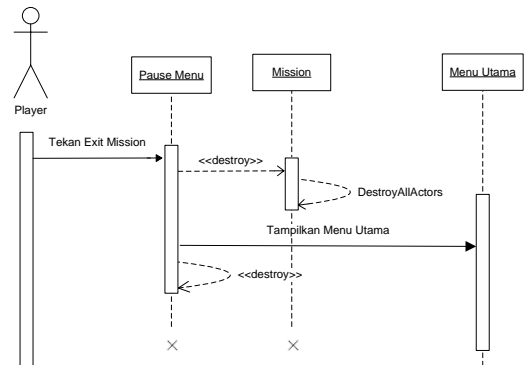 Player
Pause Menu
Mission
Menu Utama
Tekan Exit Mission
<<destroy>>
DestroyAllActors
Tampilkan Menu Utama
<<destroy>>